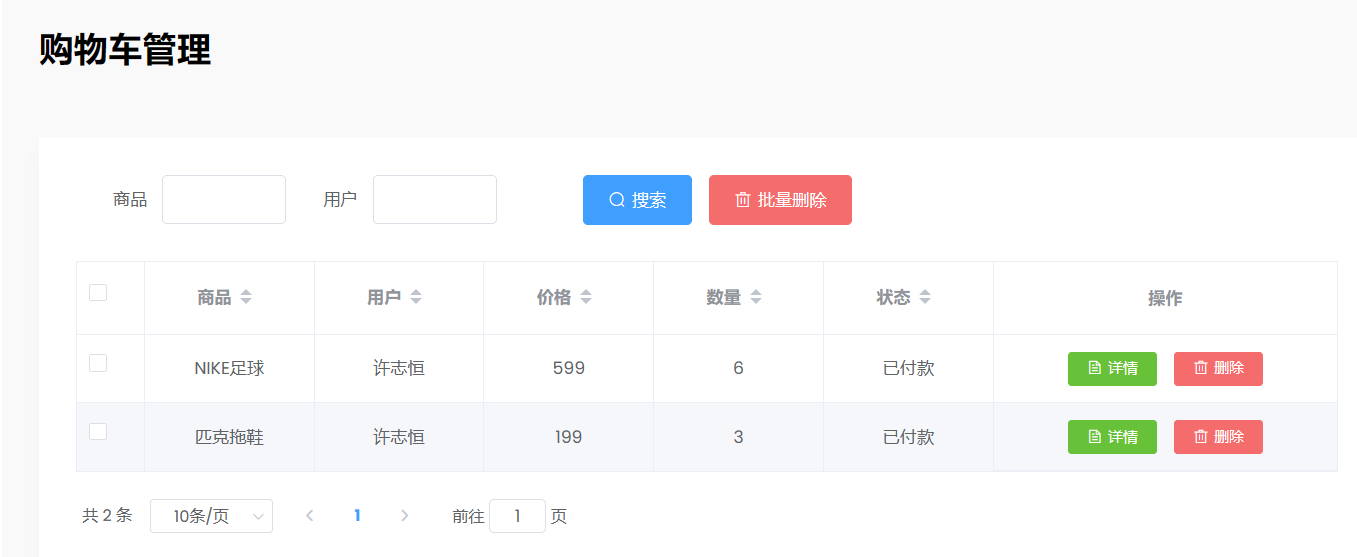 购物车管理
商品 用户 搜索 批量删除
商品 用户 价格 数量 状态 操作
NIKE足球 许志恒 599 6 已付款 详情 删除
匹克拖鞋 许志恒 199 3 已付款 详情 删除
共 2 条 10条/页 1 前往 1 页